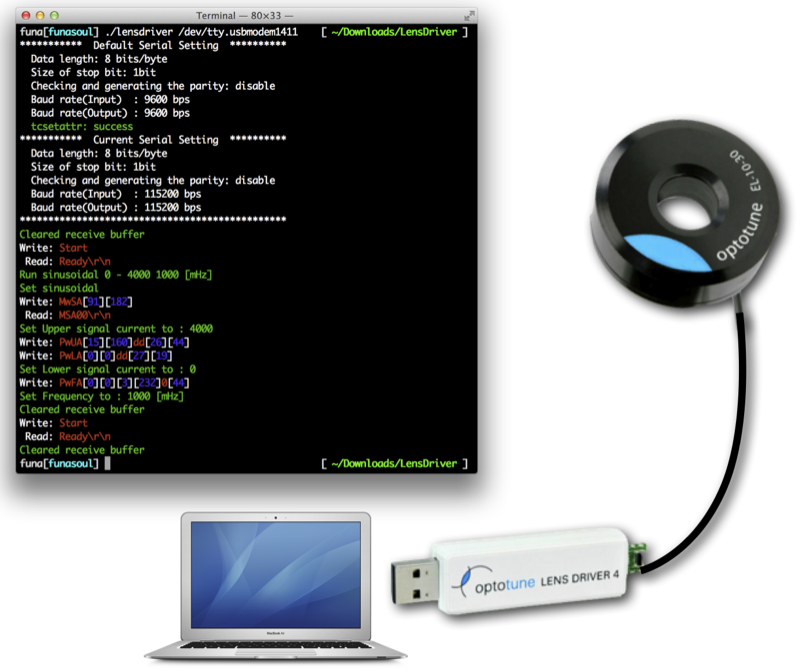 Terminal — 80×33 —
funa[funasoul] ./lensdriver /dev/tty.usbmodem1411 [ ~/Downloads/LensDriver ]
*********** Default Serial Setting **********
Data length: 8 bits/byte
Size of stop bit: 1bit
Checking and generating the parity: disable
Baud rate(Input) : 9600 bps
Baud rate(Output) : 9600 bps
tcsetattr: success
*********** Current Serial Setting **********
Data length: 8 bits/byte
Size of stop bit: 1bit
Checking and generating the parity: disable
Baud rate(Input) : 115200 bps
Baud rate(Output) : 115200 bps
***********************************************
Cleared receive buffer
Write: Start
Read: Ready\r\n
Run sinusoidal 0 - 4000 1000 [mHz]
Set sinusoidal
Write: MwSA[91][182]
Read: MSA00\r\n
Set Upper signal current to : 4000
Write: PwUA[15][160]dd[26][44]
Write: PwLA[0][0]dd[27][19]
Set Lower signal current to : 0
Write: PwFA[0][0][3][232]0[44]
Set Frequency to : 1000 [mHz]
Cleared receive buffer
Write: Start
Read: Ready\r\n
Cleared receive buffer
funa[funasoul] [ ~/Downloads/LensDriver ]
EL-10-30
optotune
optotune LENS DRIVER 4
MacBook Air